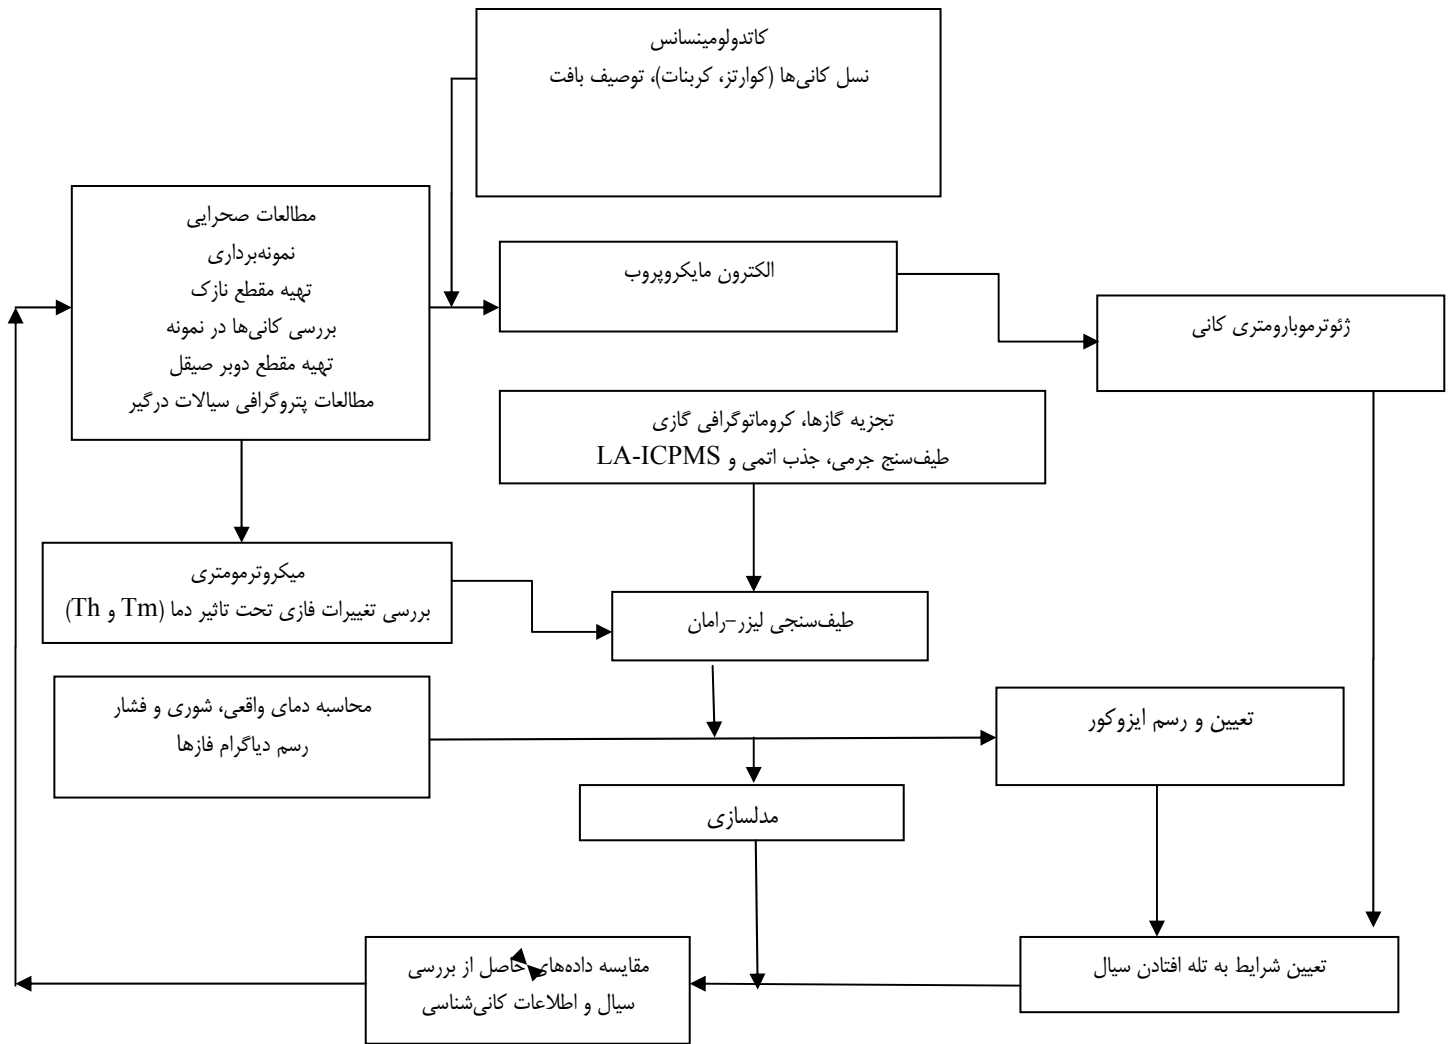 کاتدولومینسانس
نسل کانی‌ها (کوارتز، کربنات)، توصیف بافت
مطالعات صحرایی
نمونه‌برداری
تهیه مقطع نازک
بررسی کانی‌ها در نمونه
تهیه مقطع دوبر صیقل
مطالعات پتروگرافی سیالات درگیر
الکترون مایکروپروب
ژئوترموبارومتری کانی
تجزیه گازها، کروماتوگرافی گازی
طیف‌سنج جرمی، جذب اتمی و LA-ICPMS
میکروترمومتری
بررسی تغییرات فازی تحت تاثیر دما (Tm و Th)
طیف‌سنجی لیزر-رامان
محاسبه دمای واقعی، شوری و فشار
رسم دیاگرام فازها
تعیین و رسم ایزوکور
مدلسازی
تعیین شرایط به تله افتادن سیال
مقایسه داده‌های حاصل از بررسی
سیال و اطلاعات کانی‌شناسی